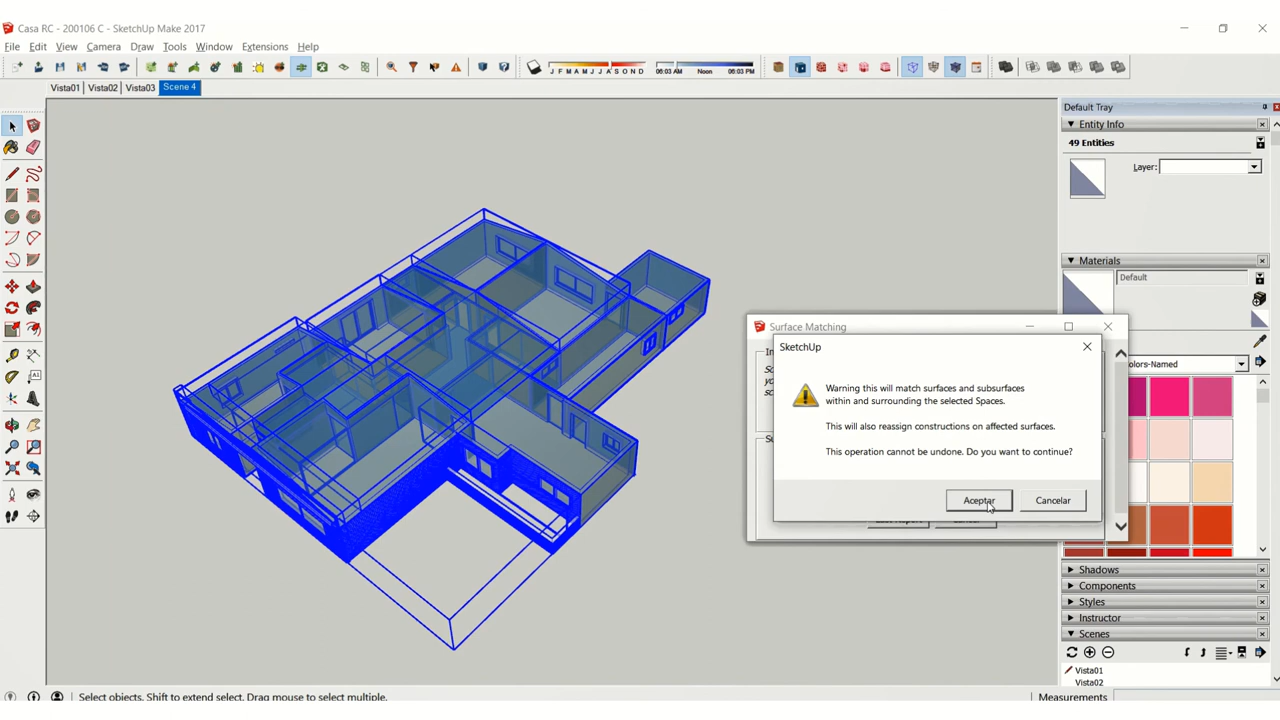 Casa RC - 200106 C - SketchUp Make 2017
File Edit View Camera Draw Tools Window Extensions Help
J F M A M J J A S O N D 06:03 AM Noon 06:03 PM
Vista01 Vista02 Vista03 Scene 4
Default Tray
Entity Info
49 Entities
Layer:
Materials
Default
Surface Matching
SketchUp
Warning this will match surfaces and subsurfaces
within and surrounding the selected Spaces.
This will also reassign constructions on affected surfaces.
This operation cannot be undone. Do you want to continue?
Aceptar Cancelar
olors-Named
Shadows
Components
Styles
Instructor
Scenes
Vista01
Vista02
Select objects. Shift to extend select. Drag mouse to select multiple.
Measurements